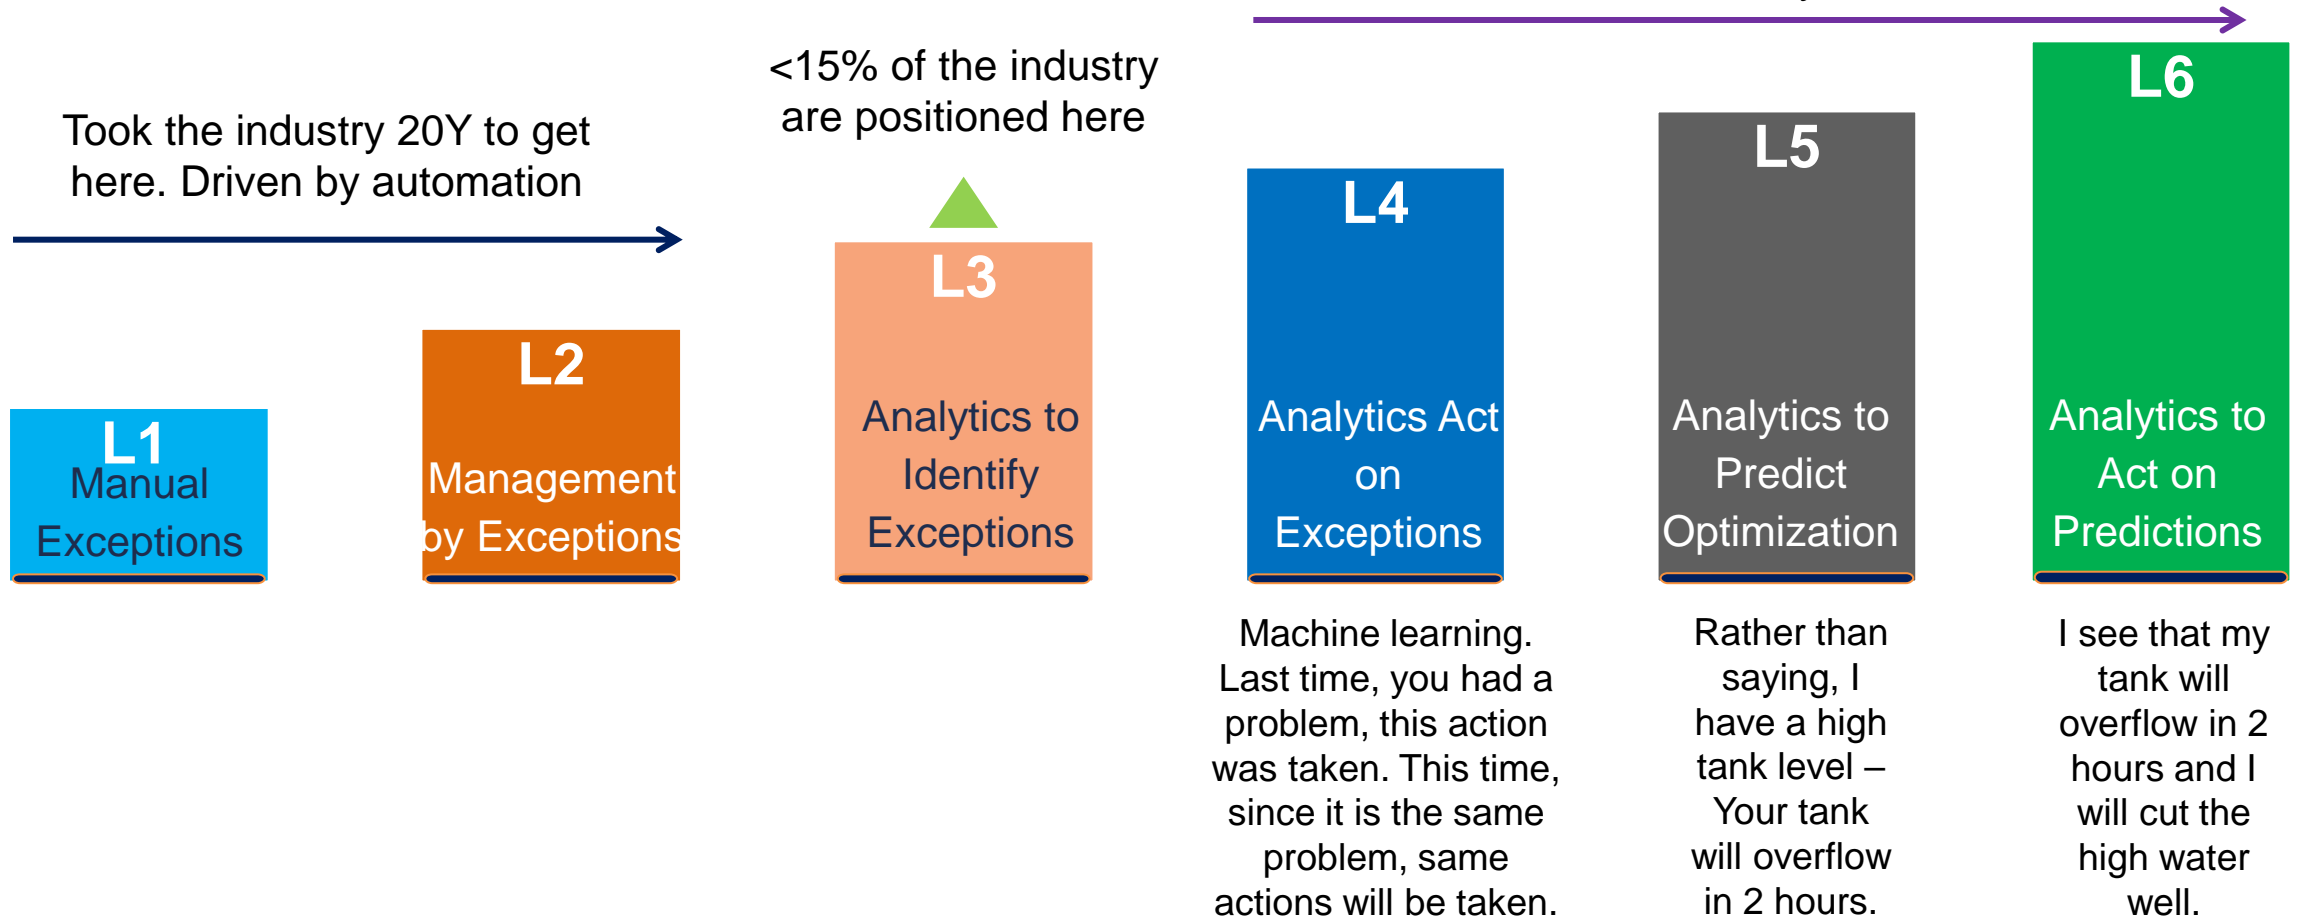 Took the industry 20Y to get
here. Driven by automation
<15% of the industry
are positioned here
L1
Manual
Exceptions
L2
Management
by Exceptions
L3
Analytics to
Identify
Exceptions
L4
Analytics Act
on
Exceptions
L5
Analytics to
Predict
Optimization
L6
Analytics to
Act on
Predictions
Machine learning.
Last time, you had a
problem, this action
was taken. This time,
since it is the same
problem, same
actions will be taken.
Rather than
saying, I
have a high
tank level –
Your tank
will overflow
in 2 hours.
I see that my
tank will
overflow in 2
hours and I
will cut the
high water
well.